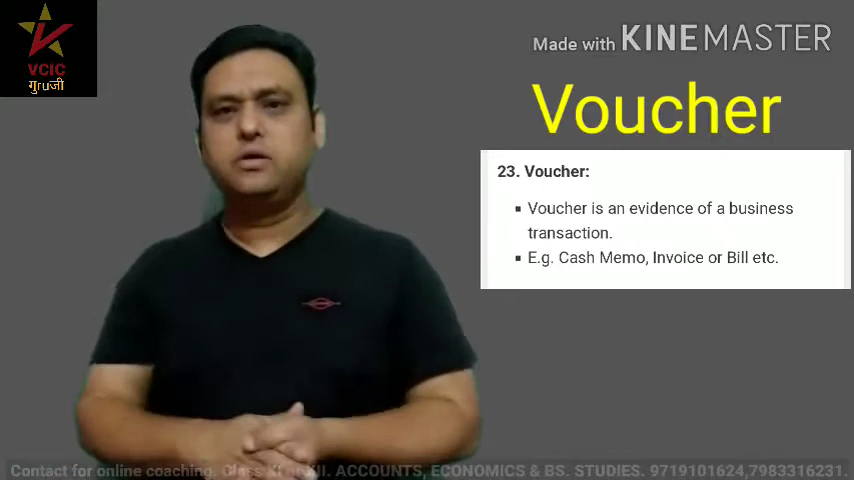 VCIC
गुruजी
Made with KINEMASTER
Voucher
23. Voucher:
▪ Voucher is an evidence of a business
transaction.
▪ E.g. Cash Memo, Invoice or Bill etc.
Contact for online coaching. Class XI XII. ACCOUNTS, ECONOMICS & BS. STUDIES. 9719101624,7983316231.